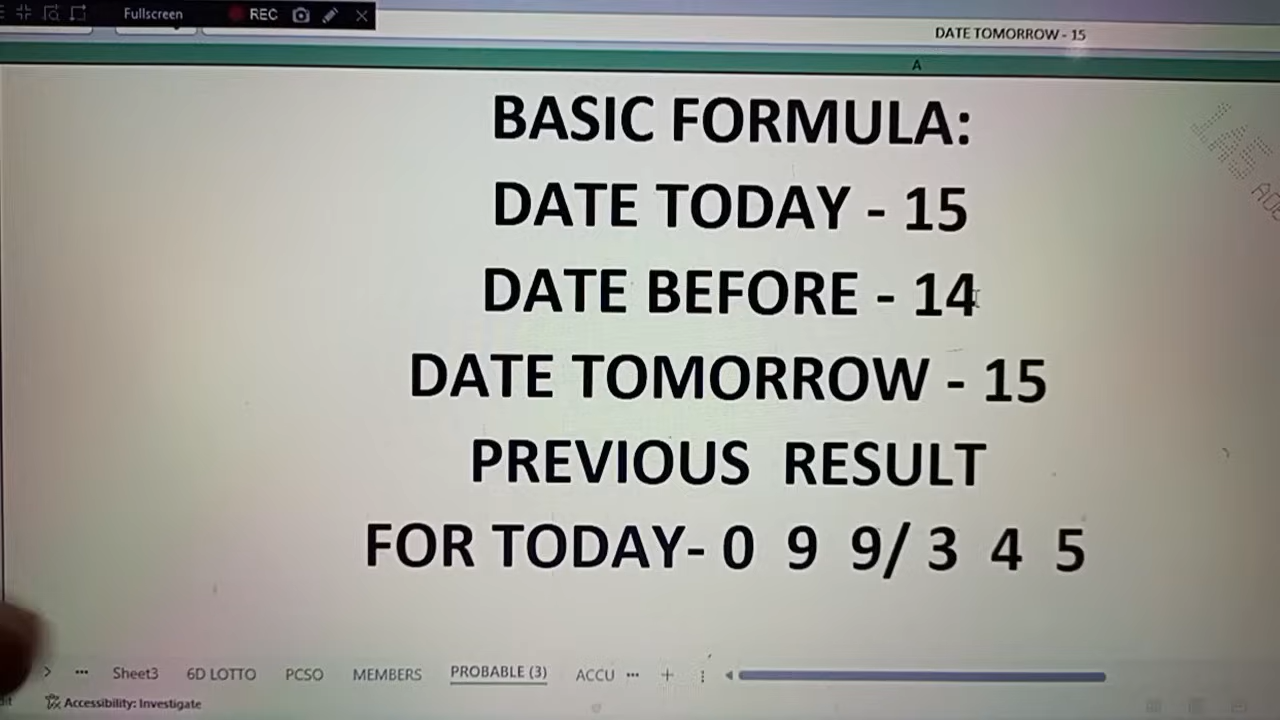 Fullscreen REC
DATE TOMORROW - 15
A
BASIC FORMULA:
DATE TODAY - 15
DATE BEFORE - 14
DATE TOMORROW - 15
PREVIOUS RESULT
FOR TODAY- 0 9 9/ 3 4 5
Sheet3 6D LOTTO PCSO MEMBERS PROBABLE (3) ACCU ...
Accessibility: Investigate